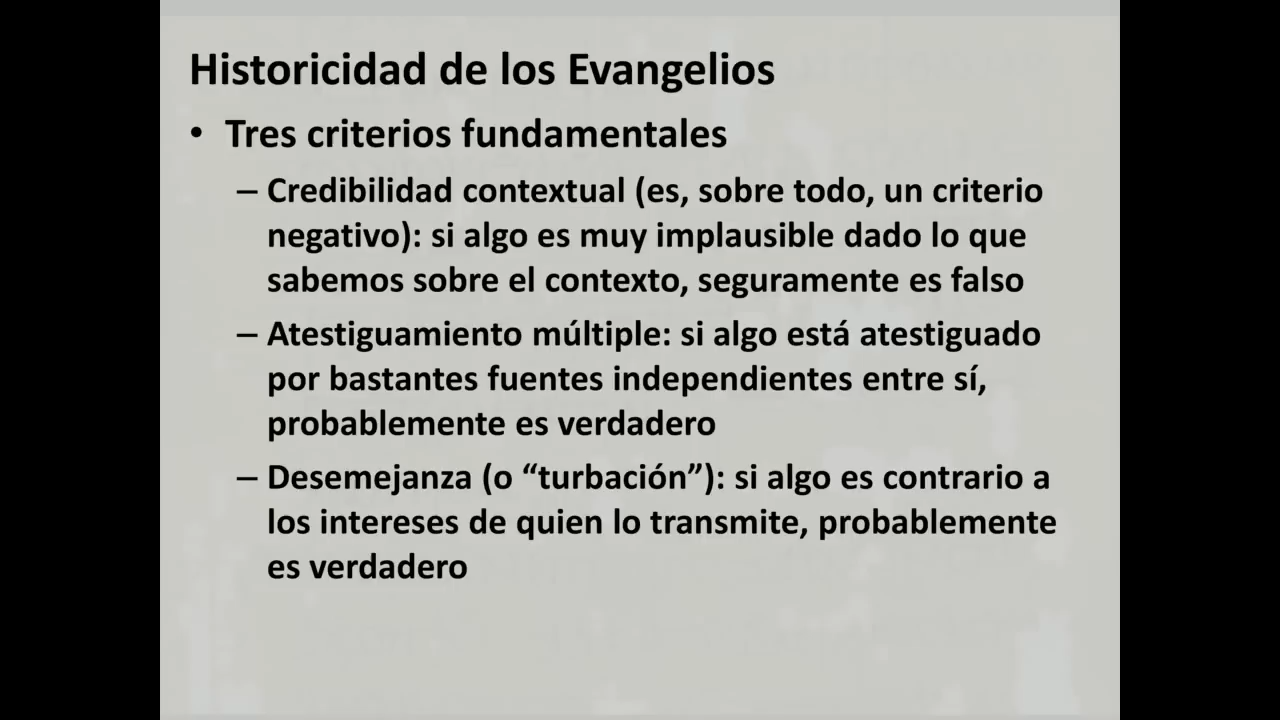 Historicidad de los Evangelios
• Tres criterios fundamentales
– Credibilidad contextual (es, sobre todo, un criterio
negativo): si algo es muy implausible dado lo que
sabemos sobre el contexto, seguramente es falso
– Atestiguamiento múltiple: si algo está atestiguado
por bastantes fuentes independientes entre sí,
probablemente es verdadero
– Desemejanza (o “turbación”): si algo es contrario a
los intereses de quien lo transmite, probablemente
es verdadero